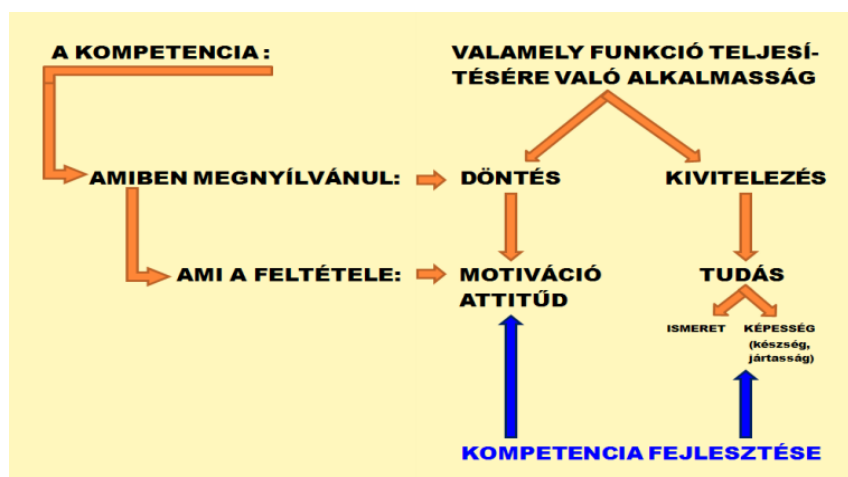 A KOMPETENCIA :
VALAMELY FUNKCIÓ TELJESÍ-
TÉSÉRE VALÓ ALKALMASSÁG
AMIBEN MEGNYÍLVÁNUL:
DÖNTÉS
KIVITELEZÉS
AMI A FELTÉTELE:
MOTIVÁCIÓ
ATTITŰD
TUDÁS
ISMERET
KÉPESSÉG
(készség,
jártasság)
KOMPETENCIA FEJLESZTÉSE